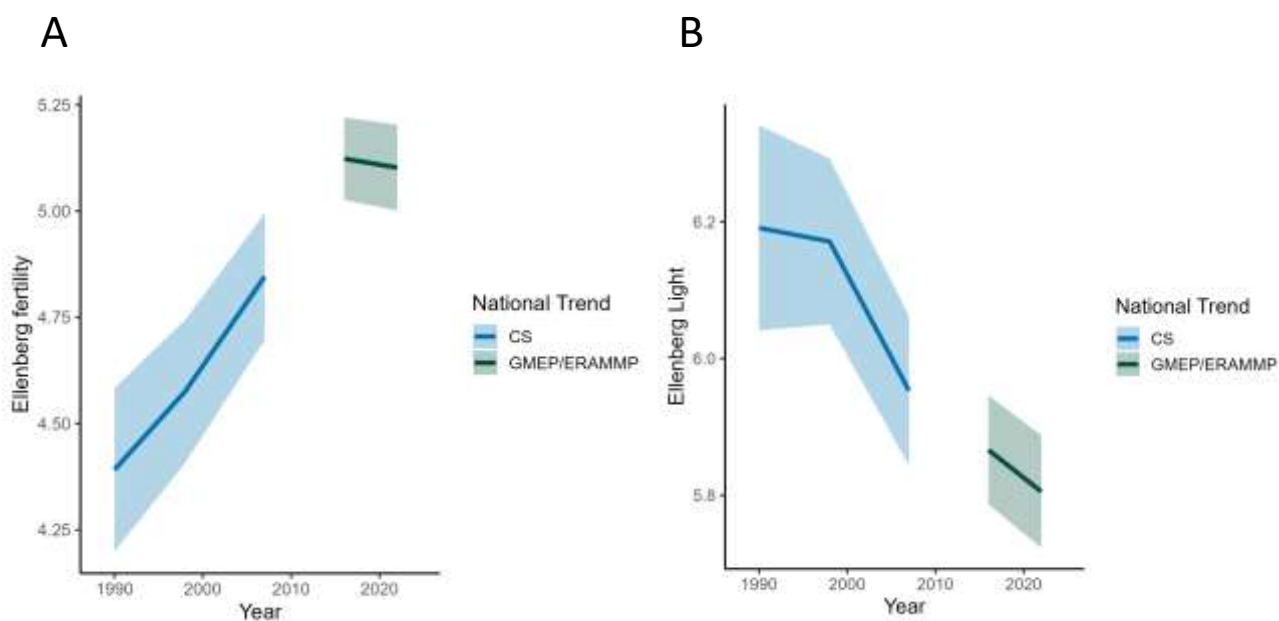 A
Ellenberg fertility
5.25
5.00
4.75
4.50
4.25
1990 2000 2010 2020
Year
National Trend
CS
GMEP/ERAMMP
B
Ellenberg Light
6.2
6.0
5.8
1990 2000 2010 2020
Year
National Trend
CS
GMEP/ERAMMP